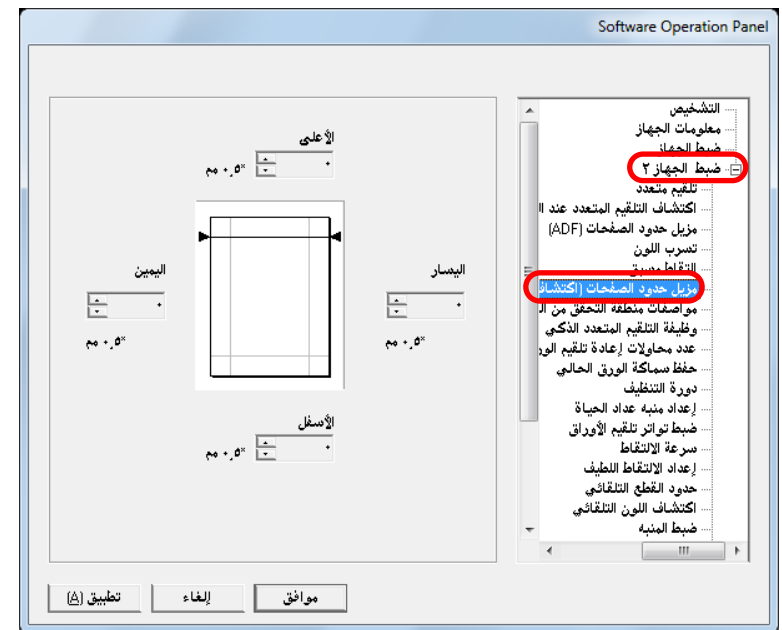 Software Operation Panel
التشخيص
معلومات الجهاز
ضبط الجهاز
ضبط الجهاز ٢
تلقيم متعدد
اكتشاف التلقيم المتعدد عند ا
مزيل حدود الصفحات (ADF)
تسرب اللون
التقاط مسبق
مزيل حدود الصفحات (اكتشاف
مواصفات منطقة التحقق من ال
وظيفة التلقيم المتعدد الذكي
عدد محاولات إعادة تلقيم الور
حفظ سماكة الورق الحالي
دورة التنظيف
إعداد منبه عداد الحياة
ضبط تواتر تلقيم الأوراق
سرعة الالتقاط
إعداد الالتقاط اللطيف
حدود القطع التلقائي
اكتشاف اللون التلقائي
ضبط المنبه
الأعلى
٠
*٠٫٥ مم
اليسار
٠
*٠٫٥ مم
اليمين
٠
*٠٫٥ مم
الأسفل
٠
*٠٫٥ مم
موافق
إلغاء
تطبيق (A)